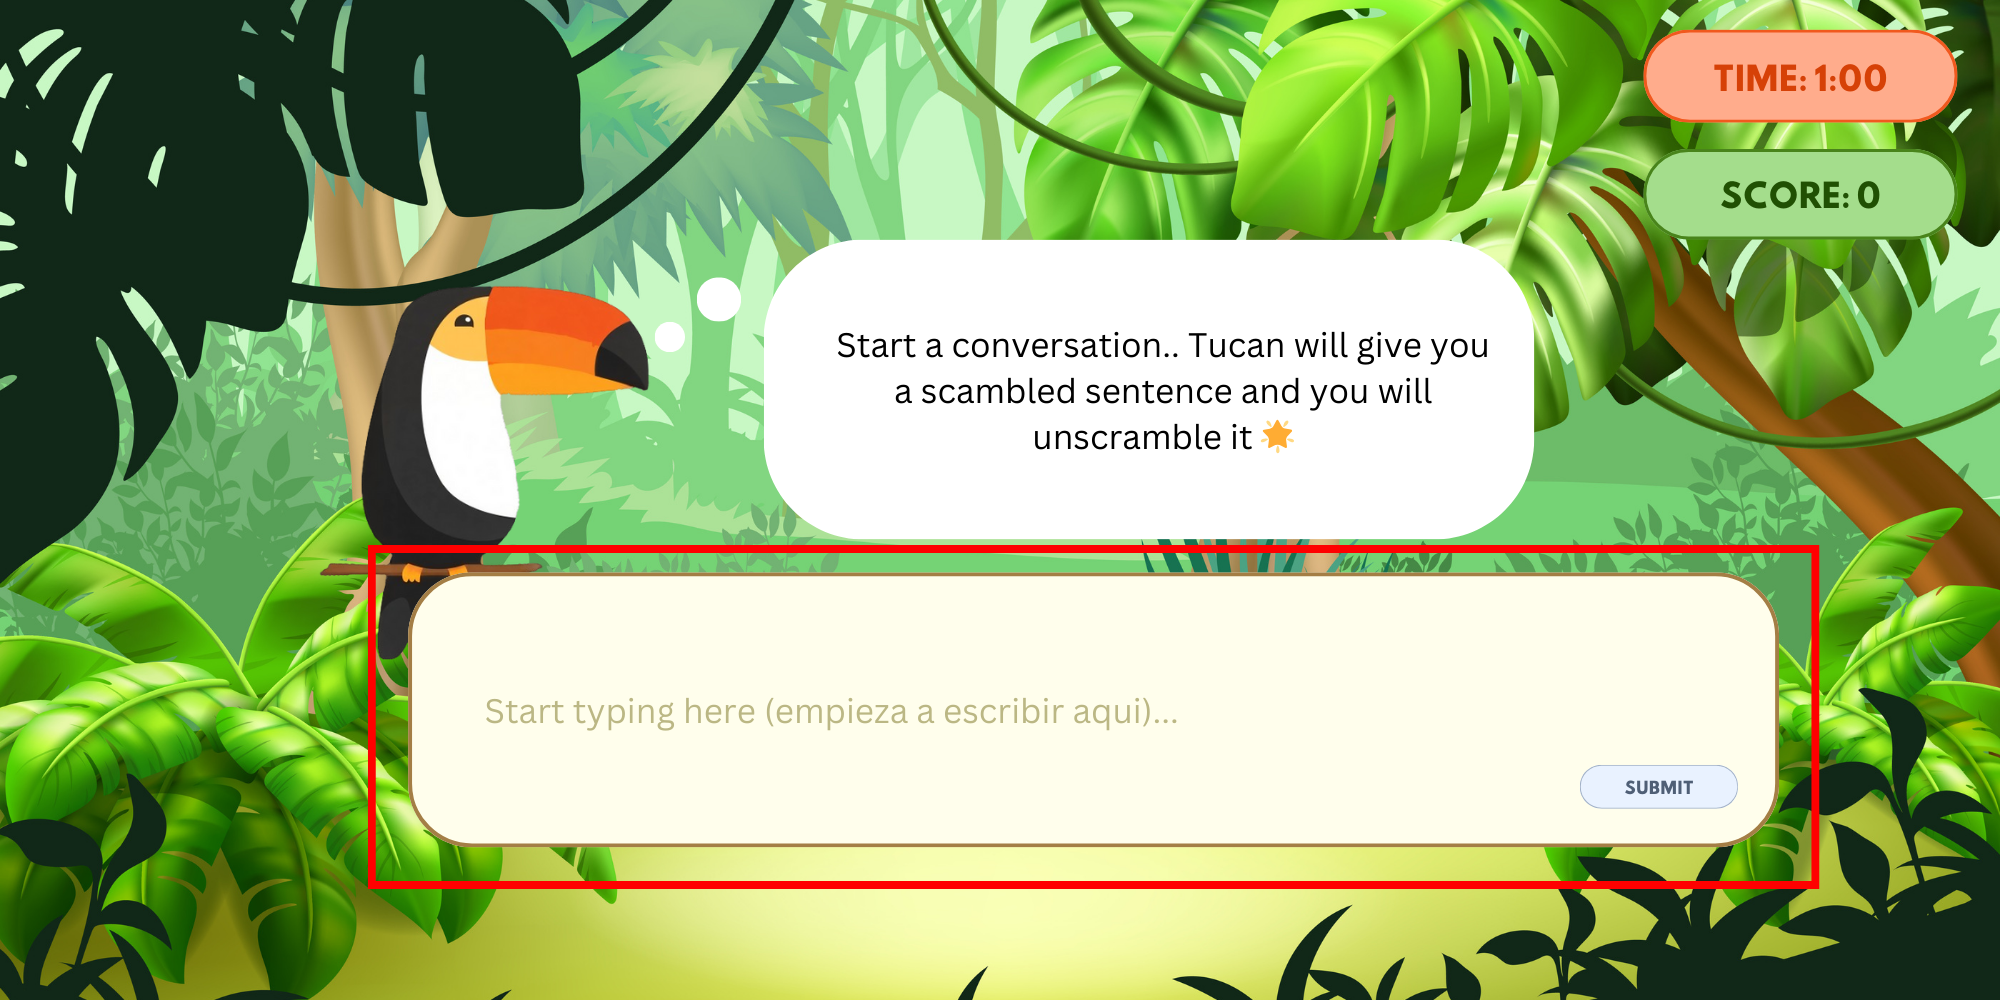 TIME: 1:00
SCORE: 0
Start a conversation.. Tucan will give you
a scambled sentence and you will
unscramble it 🌟
Start typing here (empieza a escribir aqui)...
SUBMIT